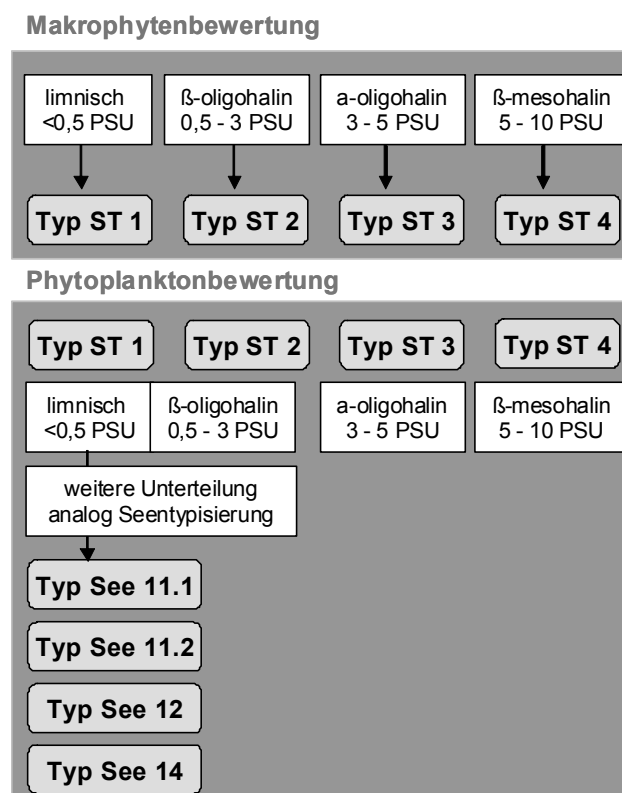 Makrophytenbewertung
limnisch ß-oligohalin a-oligohalin ß-mesohalin
<0,5 PSU 0,5 - 3 PSU 3 - 5 PSU 5 - 10 PSU
Typ ST 1 Typ ST 2 Typ ST 3 Typ ST 4
Phytoplanktonbewertung
Typ ST 1 Typ ST 2 Typ ST 3 Typ ST 4
limnisch ß-oligohalin a-oligohalin ß-mesohalin
<0,5 PSU 0,5 - 3 PSU 3 - 5 PSU 5 - 10 PSU
weitere Unterteilung
analog Seentypisierung
Typ See 11.1
Typ See 11.2
Typ See 12
Typ See 14